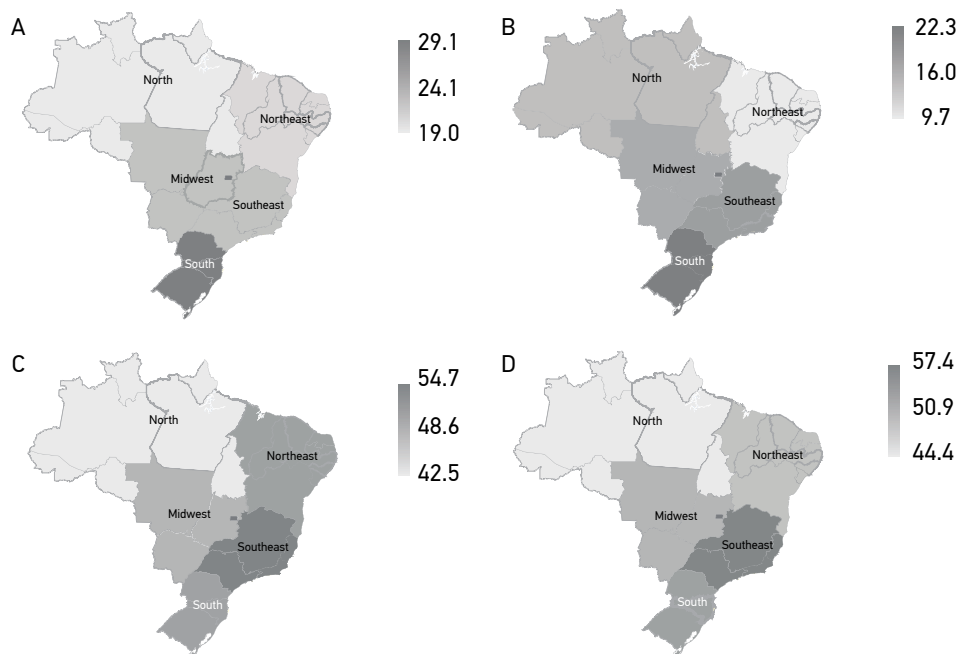 A
29.1
24.1
19.0
North
Northeast
Midwest
Southeast
South
B
22.3
16.0
9.7
North
Northeast
Midwest
Southeast
South
C
54.7
48.6
42.5
North
Northeast
Midwest
Southeast
South
D
57.4
50.9
44.4
North
Northeast
Midwest
Southeast
South